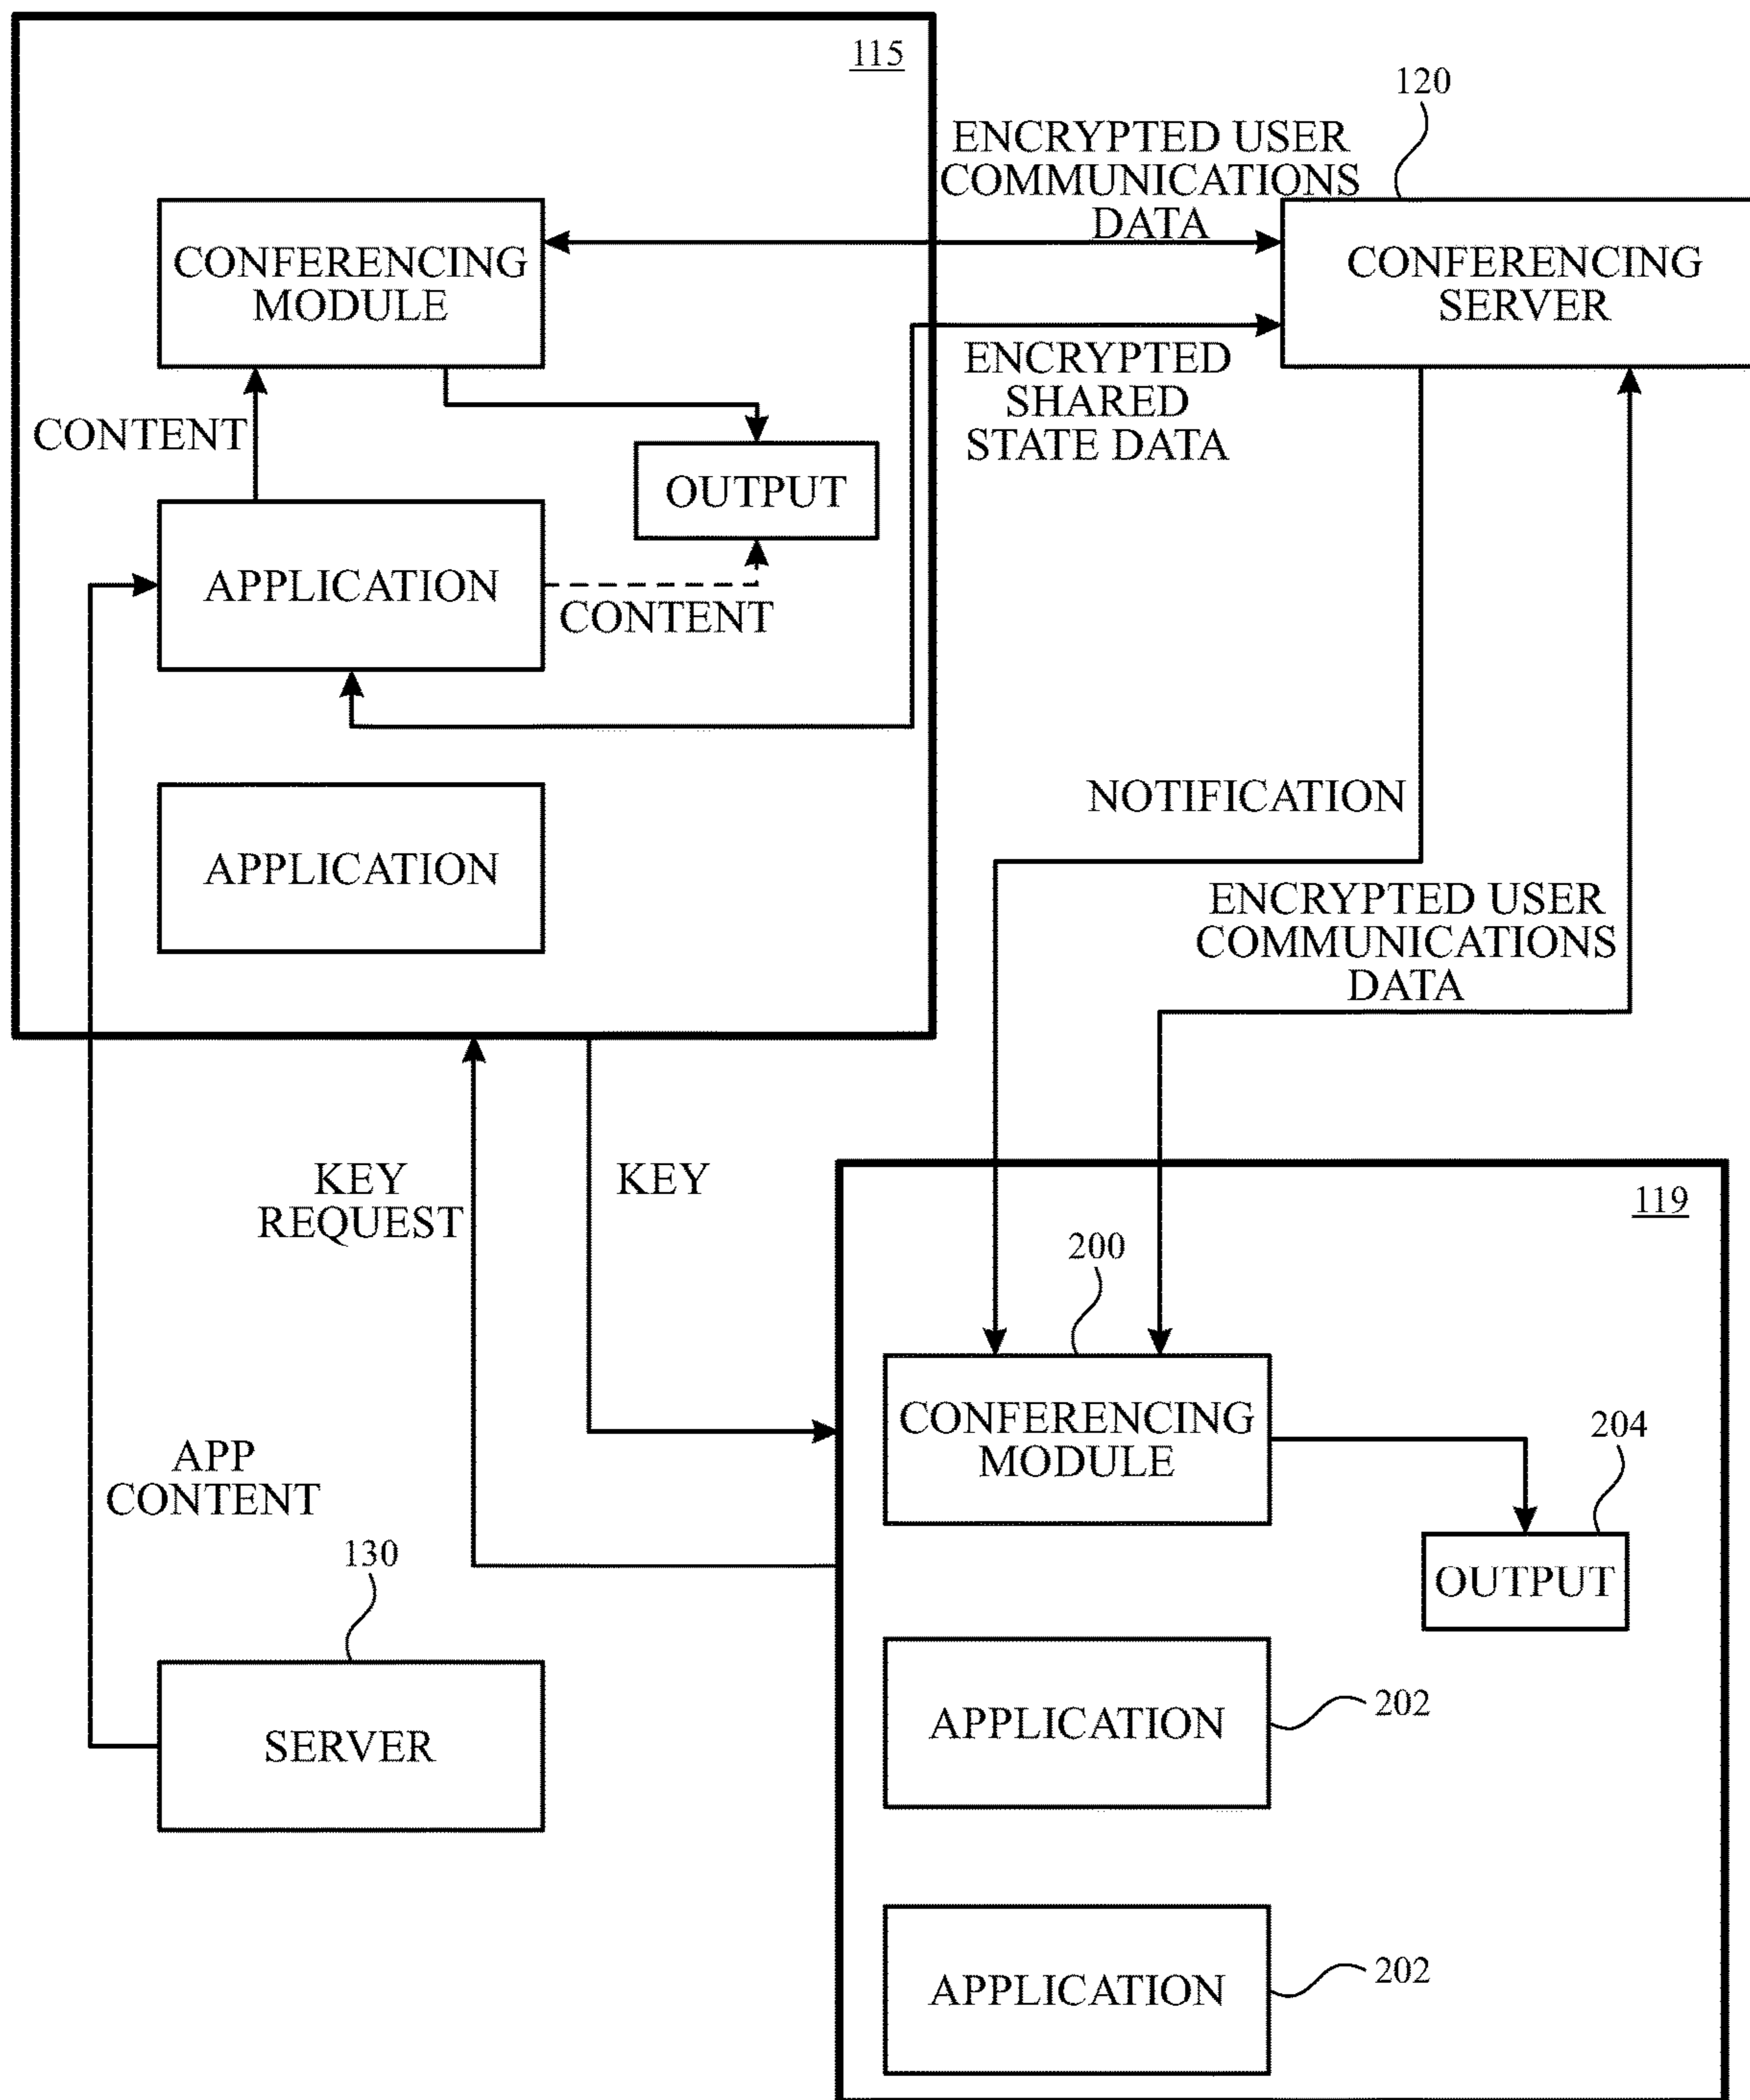 115
120
ENCRYPTED USER
COMMUNICATIONS
DATA
CONFERENCING
MODULE
CONFERENCING
SERVER
ENCRYPTED
SHARED
STATE DATA
CONTENT
OUTPUT
APPLICATION
CONTENT
NOTIFICATION
APPLICATION
ENCRYPTED USER
COMMUNICATIONS
DATA
KEY
REQUEST
KEY
119
200
CONFERENCING
MODULE
204
APP
CONTENT
130
OUTPUT
SERVER
APPLICATION
202
APPLICATION
202